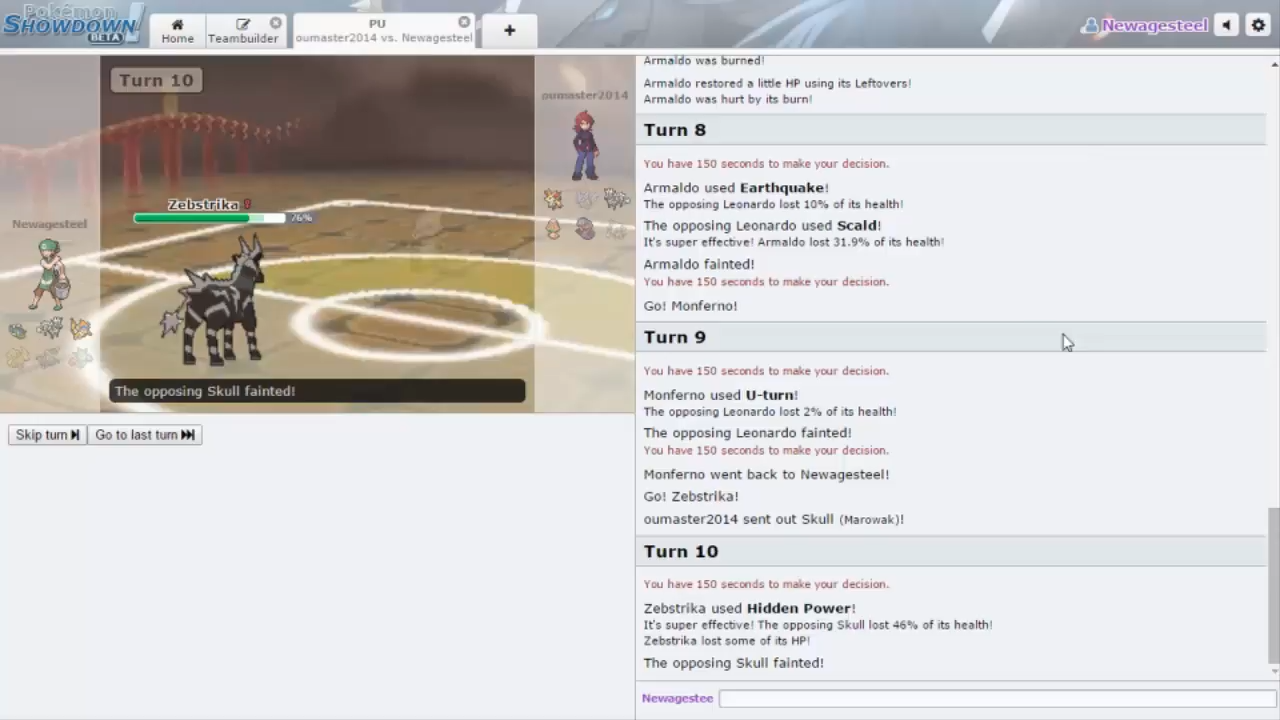 Pokémon
SHOWDOWN
BETA
Home
Teambuilder
PU
oumaster2014 vs. Newagesteel
+
Newagesteel
Turn 10
oumaster2014
Zebstrika
76%
Newagesteel
The opposing Skull fainted!
Skip turn
Go to last turn
Armaldo was burned!
Armaldo restored a little HP using its Leftovers!
Armaldo was hurt by its burn!
Turn 8
You have 150 seconds to make your decision.
Armaldo used Earthquake!
The opposing Leonardo lost 10% of its health!
The opposing Leonardo used Scald!
It's super effective! Armaldo lost 31.9% of its health!
Armaldo fainted!
You have 150 seconds to make your decision.
Go! Monferno!
Turn 9
You have 150 seconds to make your decision.
Monferno used U-turn!
The opposing Leonardo lost 2% of its health!
The opposing Leonardo fainted!
You have 150 seconds to make your decision.
Monferno went back to Newagesteel!
Go! Zebstrika!
oumaster2014 sent out Skull (Marowak)!
Turn 10
You have 150 seconds to make your decision.
Zebstrika used Hidden Power!
It's super effective! The opposing Skull lost 46% of its health!
Zebstrika lost some of its HP!
The opposing Skull fainted!
Newagestee